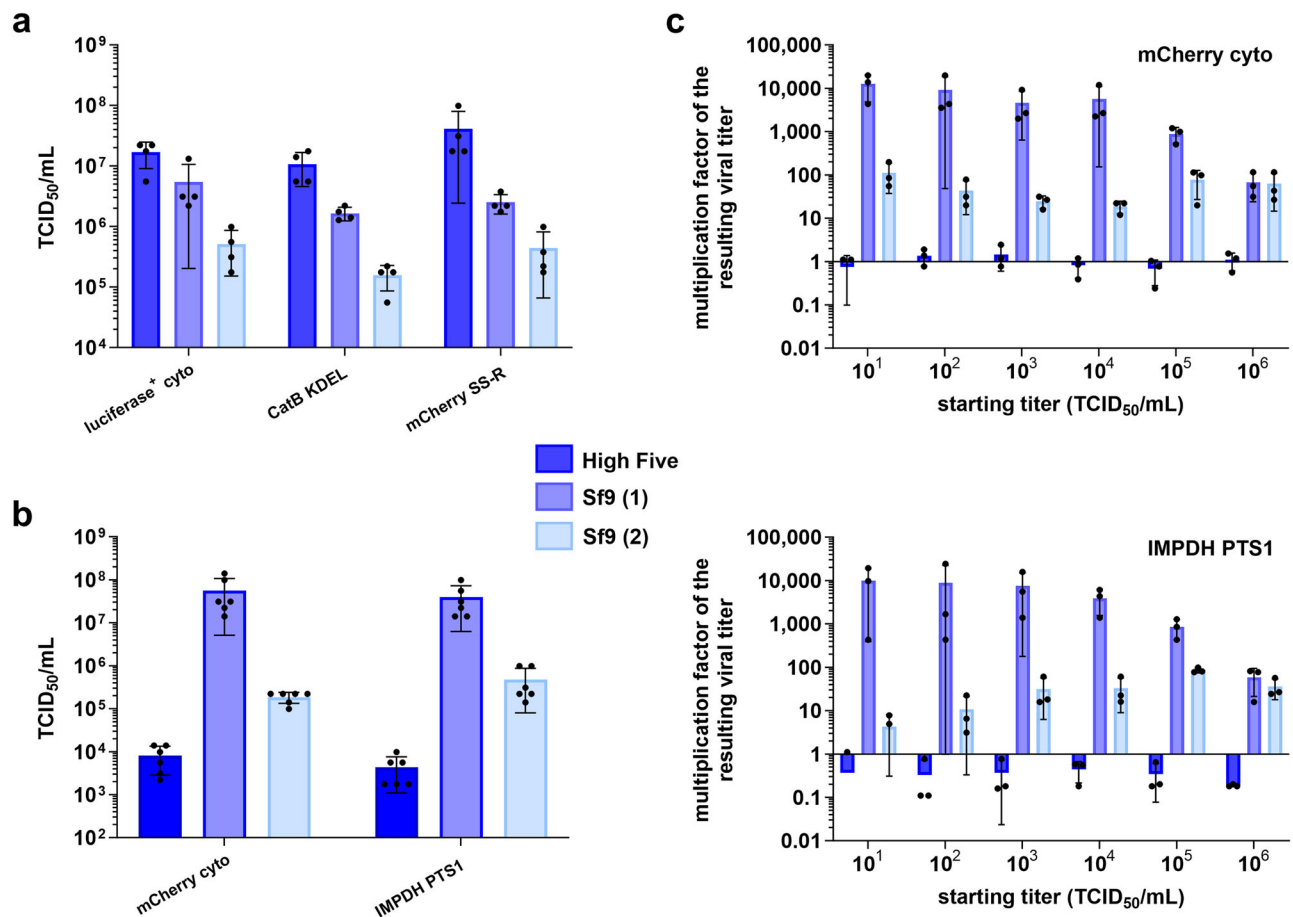 a
10⁹
10⁸
10⁷
10⁶
10⁵
10⁴
TCID₅₀/mL
luciferase⁺ cyto
CatB KDEL
mCherry SS-R
High Five
Sf9 (1)
Sf9 (2)
b
10⁹
10⁸
10⁷
10⁶
10⁵
10⁴
10³
10²
TCID₅₀/mL
mCherry cyto
IMPDH PTS1
c
mCherry cyto
100,000
10,000
1,000
100
10
1
0.1
0.01
multiplication factor of the
resulting viral titer
10¹ 10² 10³ 10⁴ 10⁵ 10⁶
starting titer (TCID₅₀/mL)
IMPDH PTS1
100,000
10,000
1,000
100
10
1
0.1
0.01
multiplication factor of the
resulting viral titer
10¹ 10² 10³ 10⁴ 10⁵ 10�6
starting titer (TCID₅₀/mL)